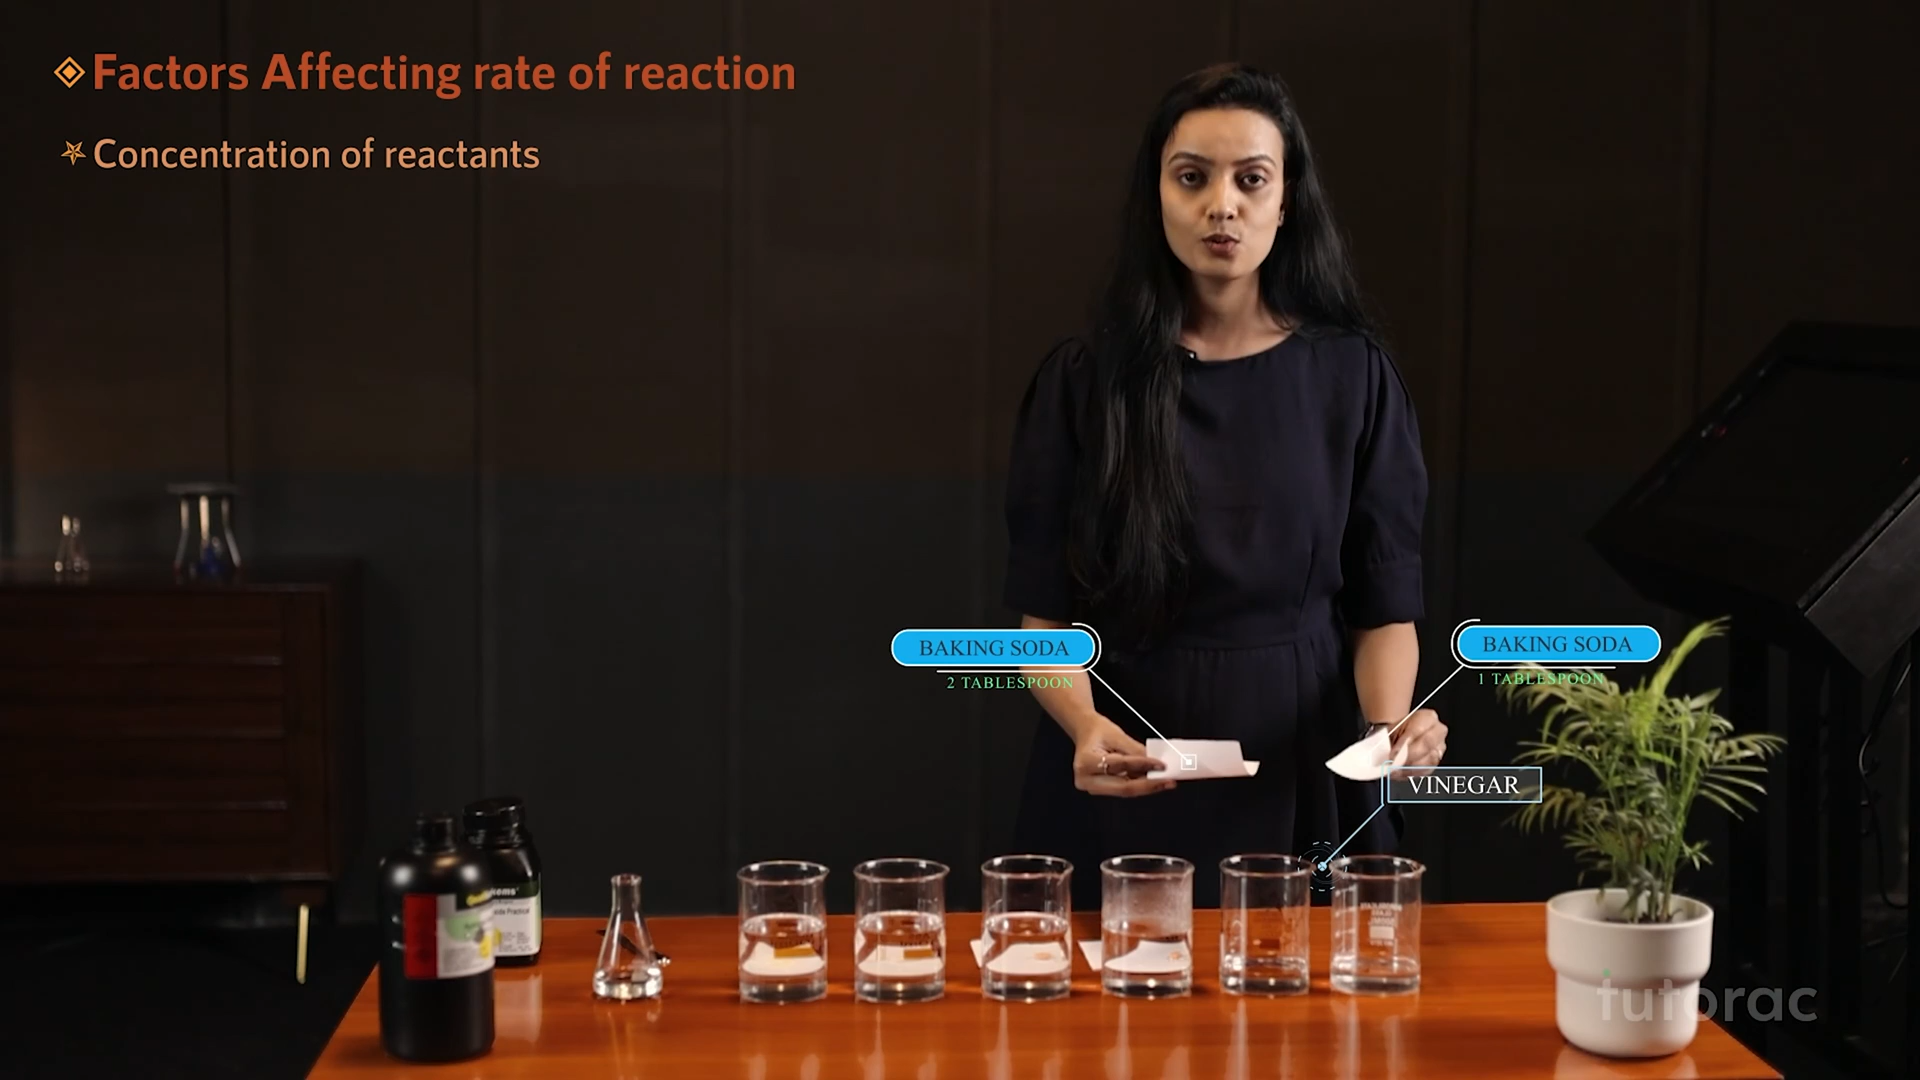 Factors Affecting rate of reaction
Concentration of reactants
BAKING SODA
2 TABLESPOON
BAKING SODA
1 TABLESPOON
VINEGAR
tutorac